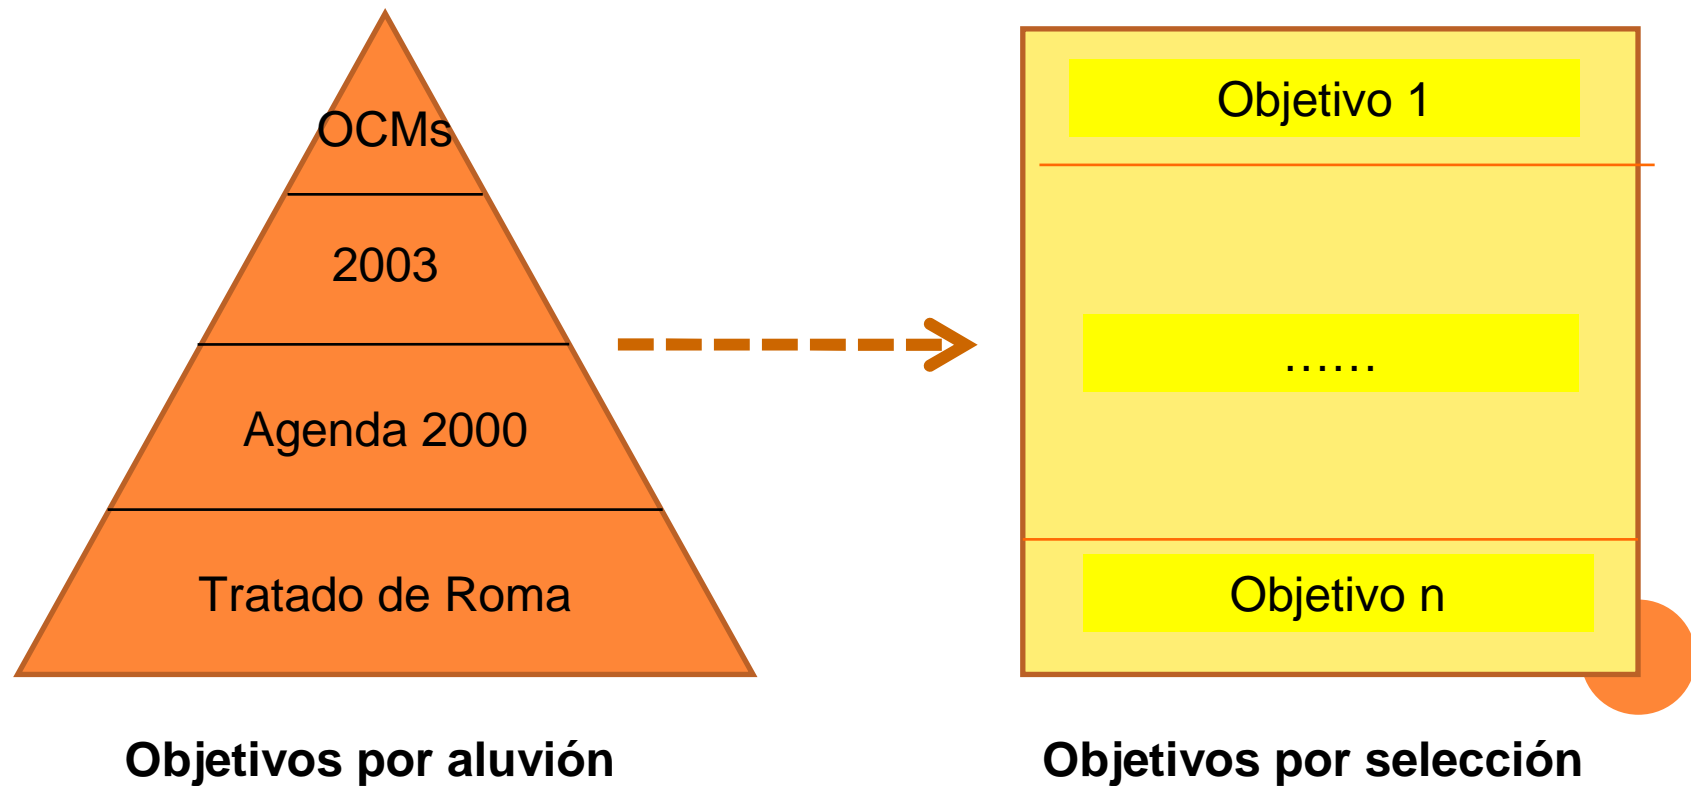 OCMs
2003
Agenda 2000
Tratado de Roma
Objetivos por aluvión
Objetivo 1
……
Objetivo n
Objetivos por selección